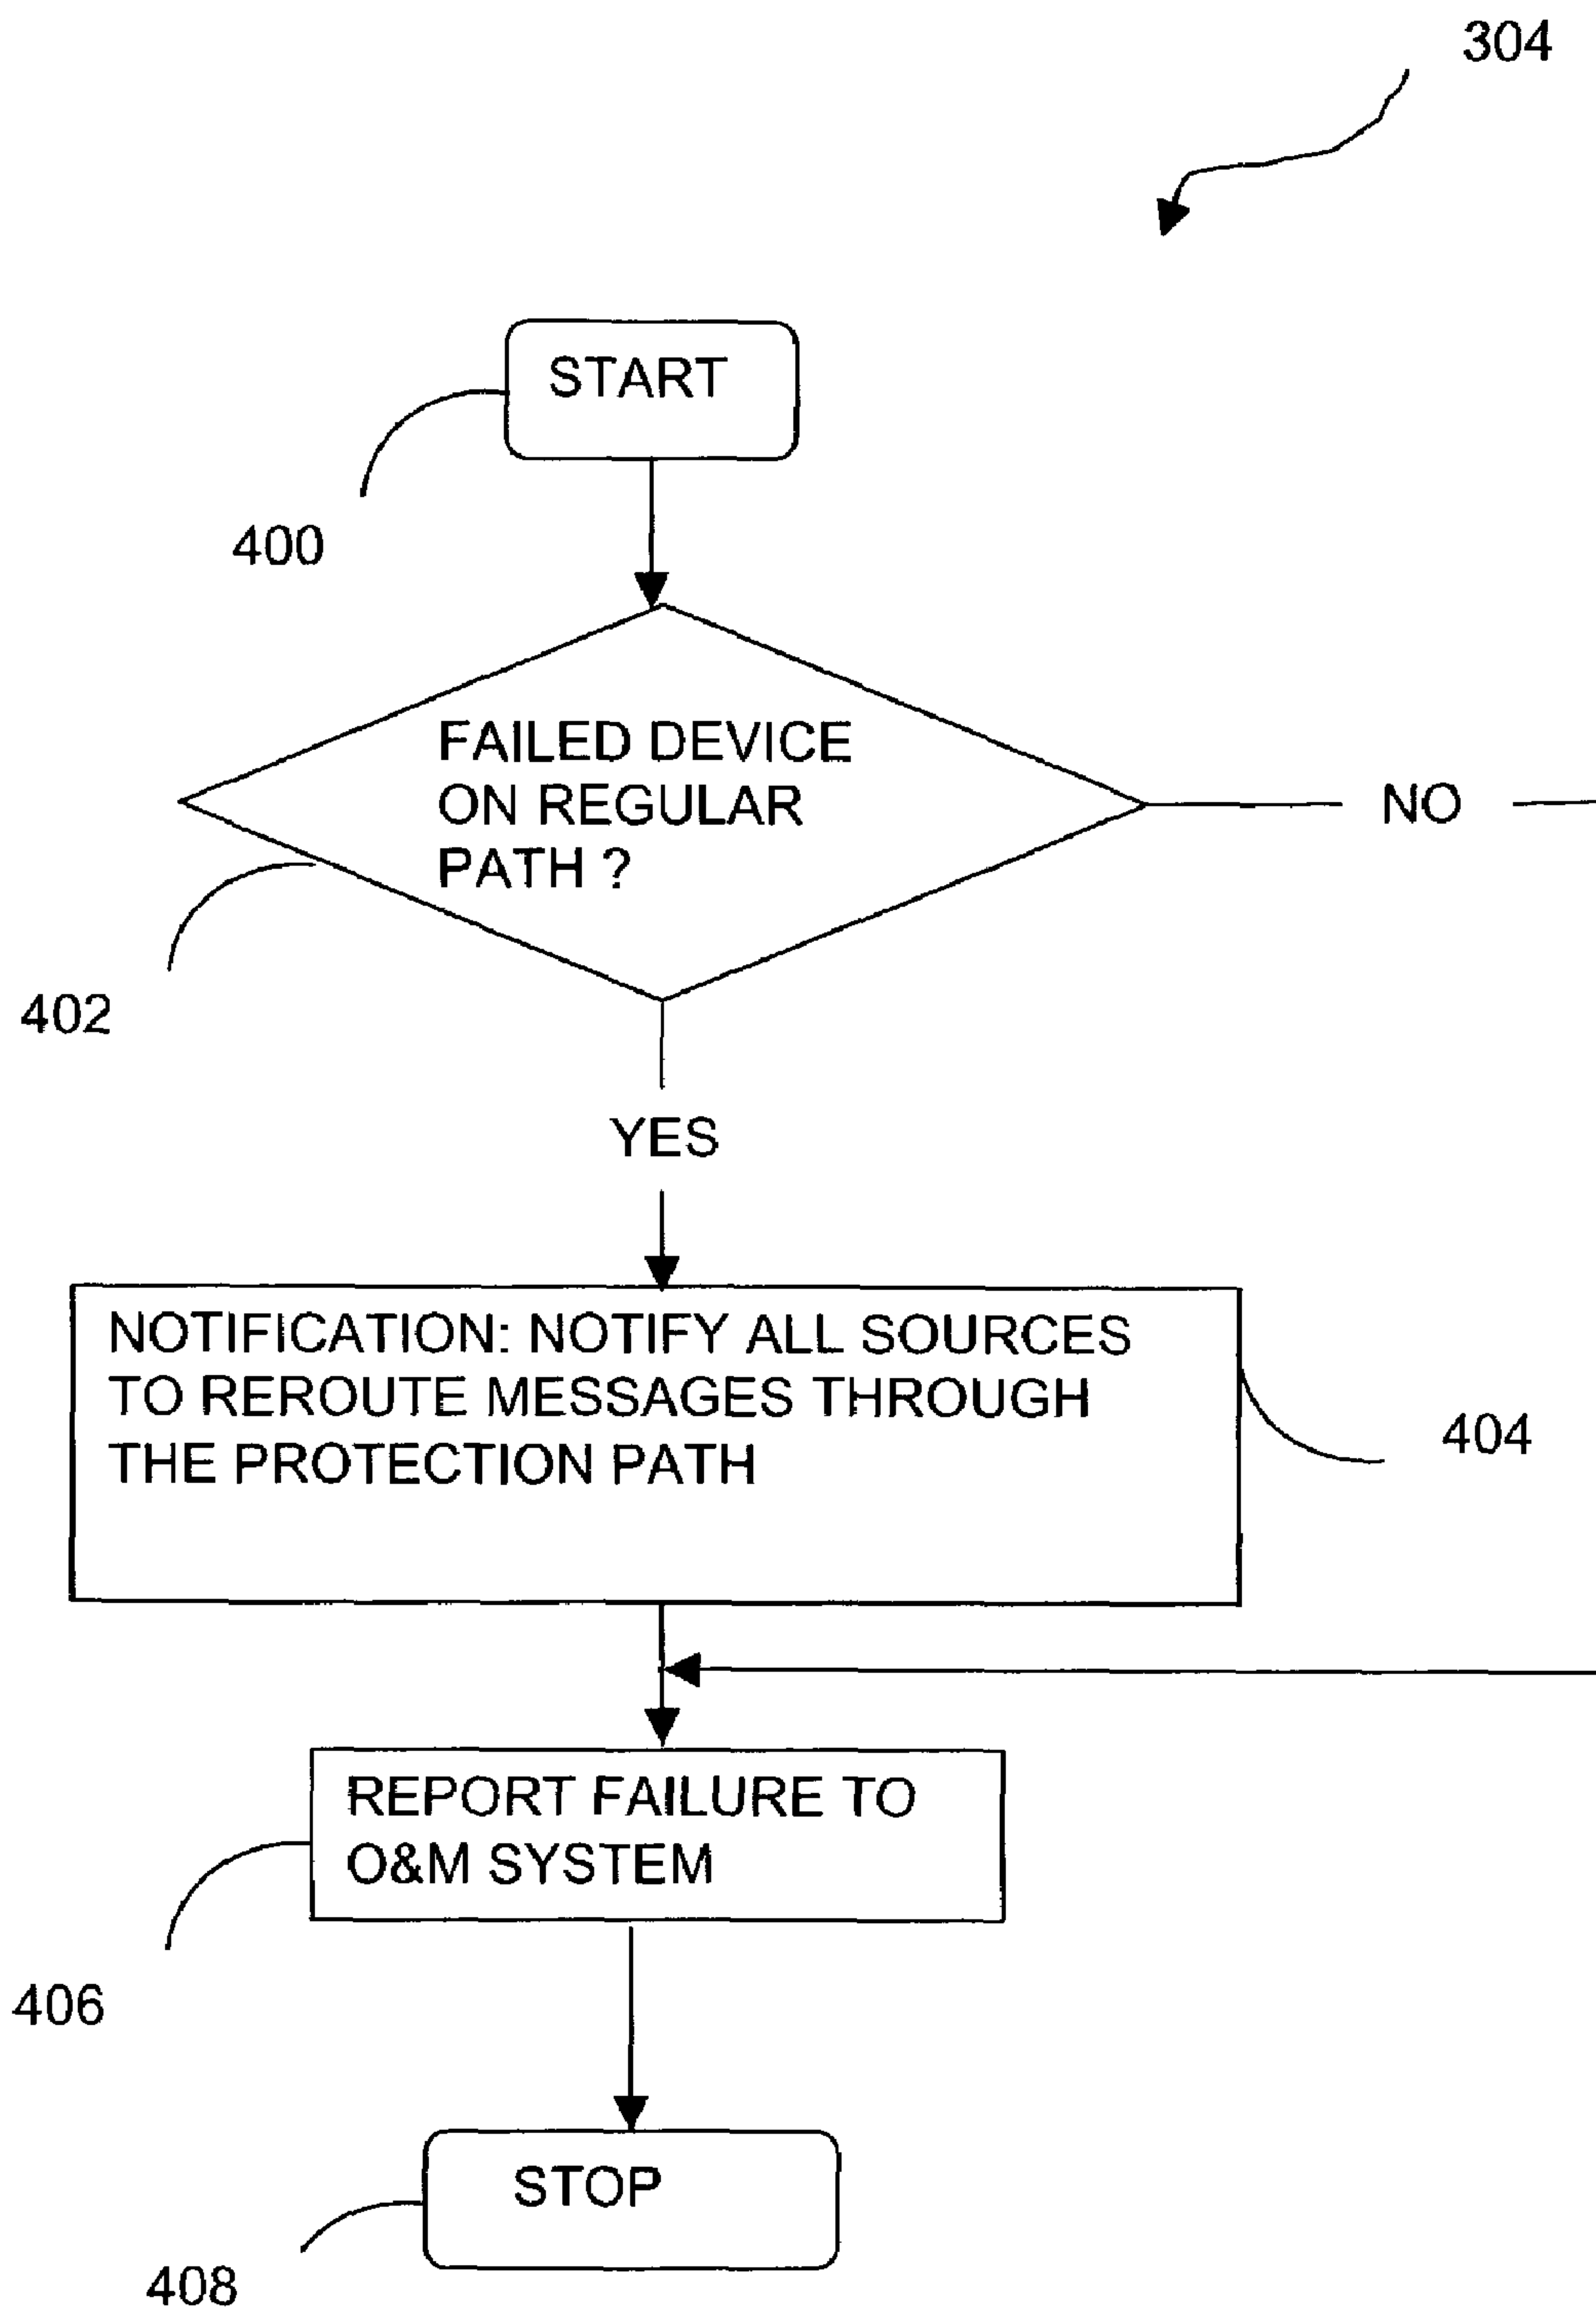 304
START
400
FAILED DEVICE
ON REGULAR
PATH ?
NO
402
YES
NOTIFICATION: NOTIFY ALL SOURCES
TO REROUTE MESSAGES THROUGH
THE PROTECTION PATH
404
REPORT FAILURE TO
O&M SYSTEM
406
STOP
408